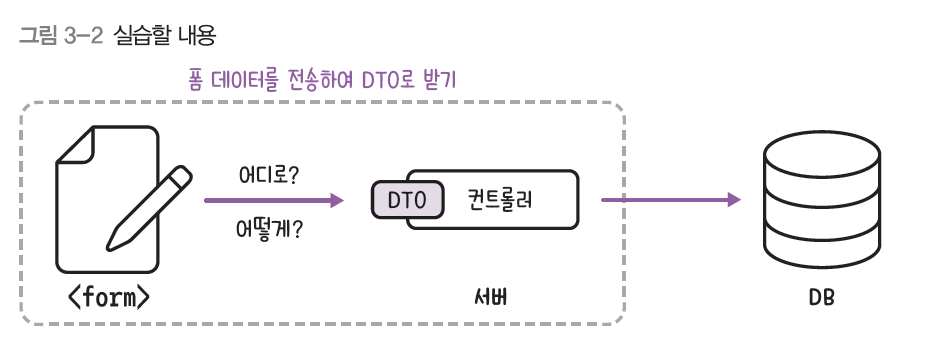 그림 3-2 실습할 내용
폼 데이터를 전송하여 DTO로 받기
어디로?
어떻게?
DTO
컨트롤러
<form>
서버
DB